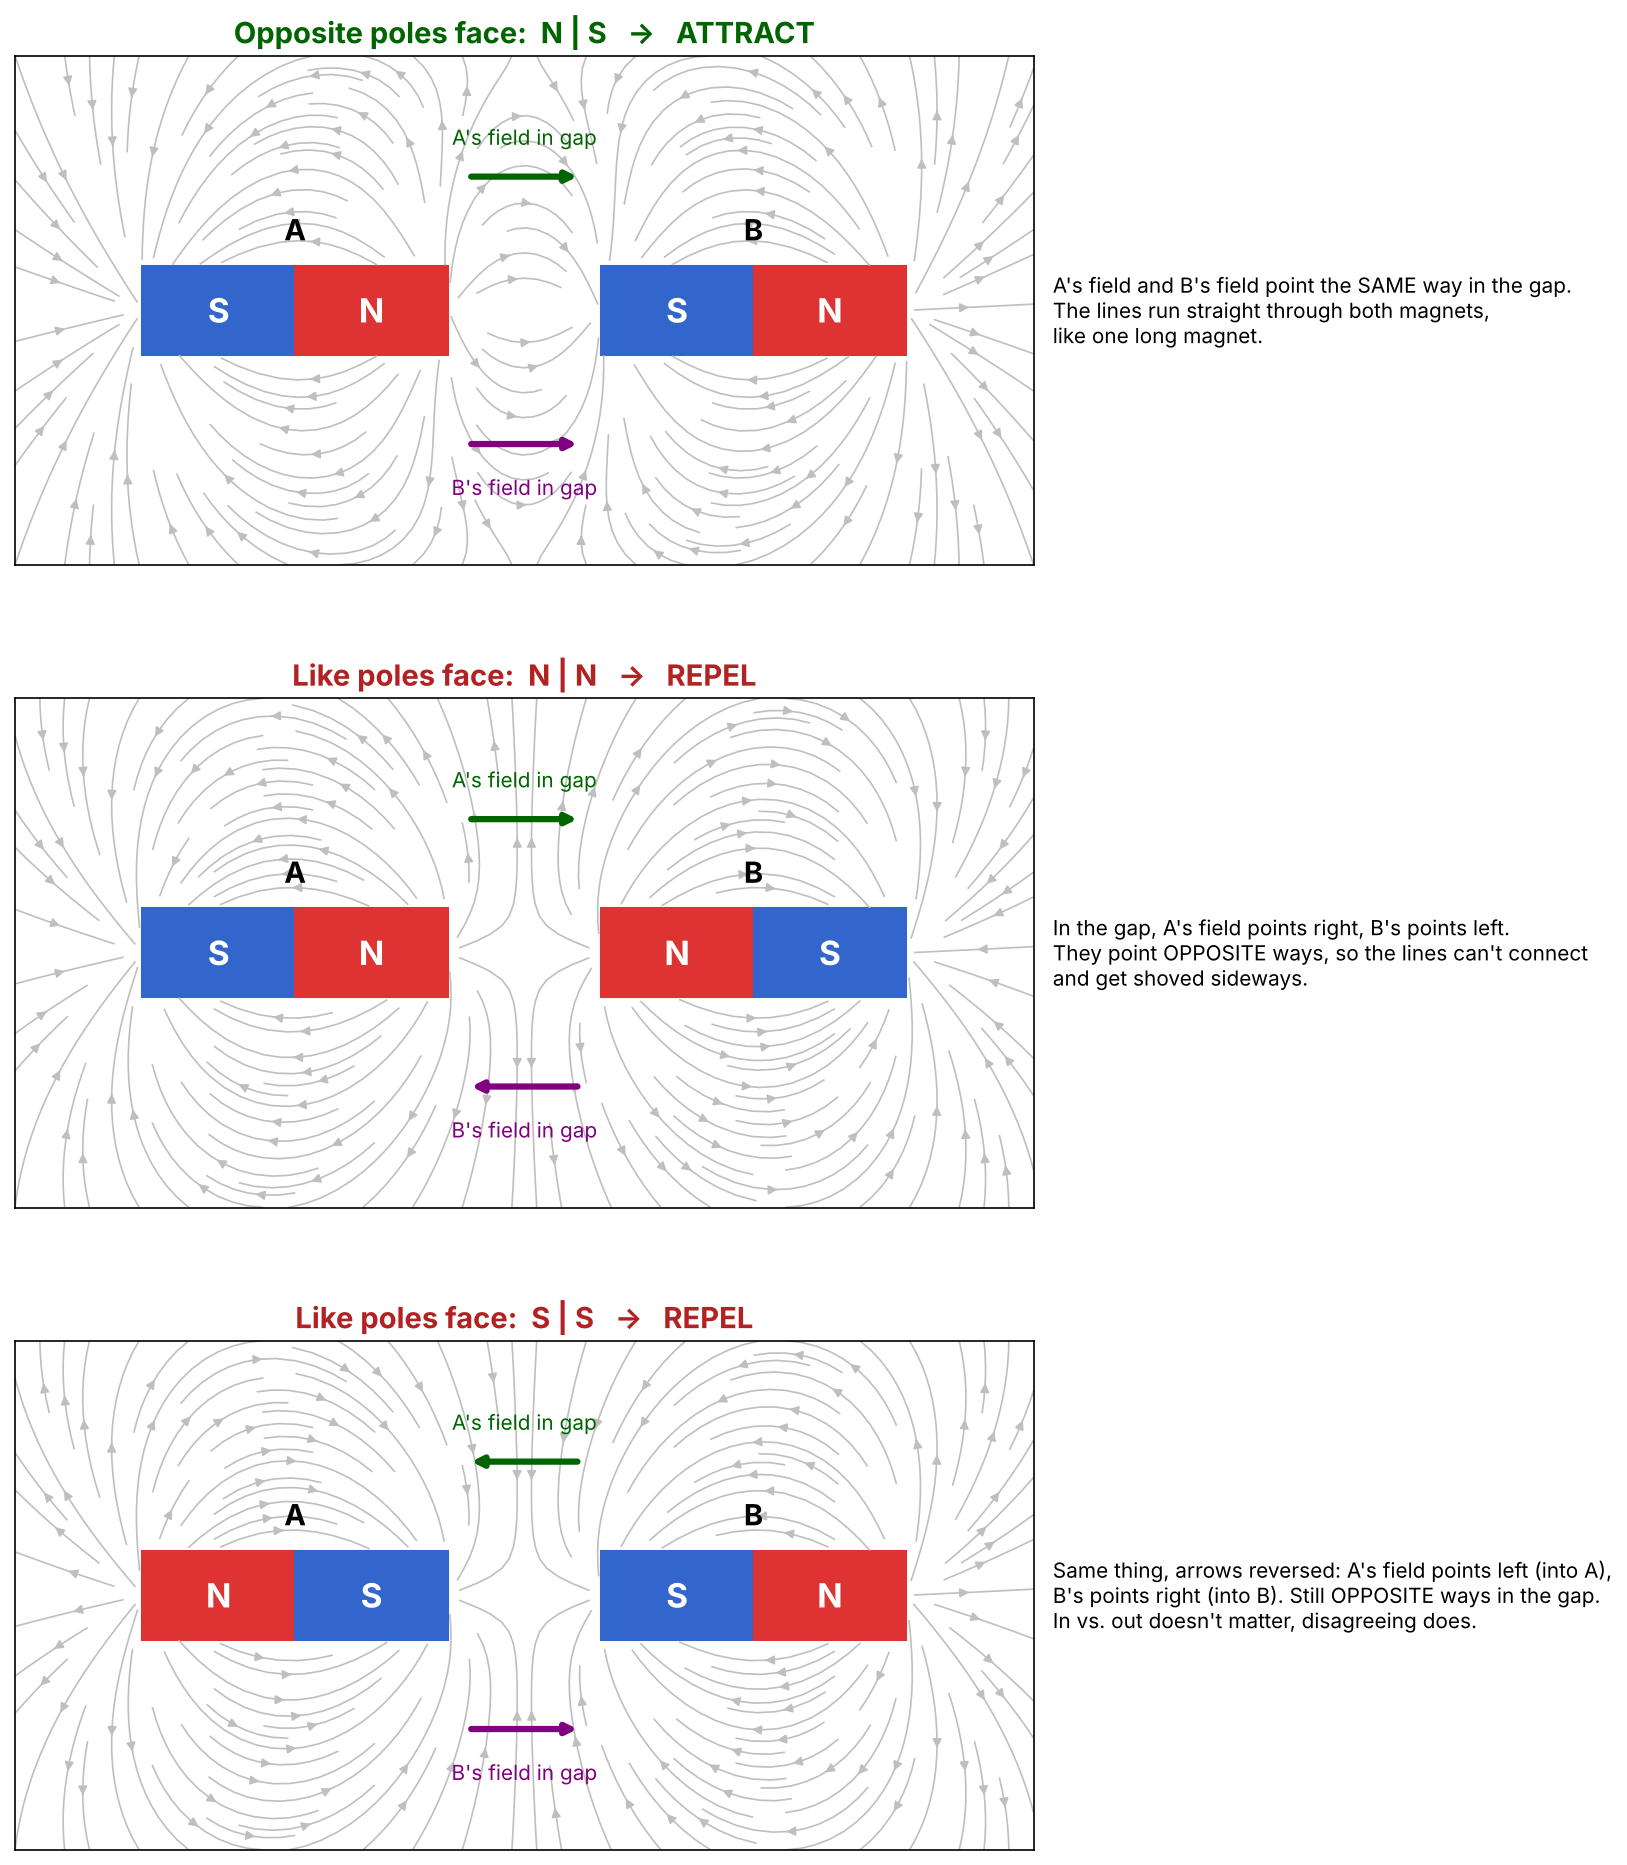 Opposite poles face:  N | S   →   ATTRACT
A's field in gap
A
B
S
N
S
N
A's field and B's field point the SAME way in the gap.
The lines run straight through both magnets,
like one long magnet.
B's field in gap
Like poles face:  N | N   →   REPEL
A's field in gap
A
B
S
N
N
S
In the gap, A's field points right, B's points left.
They point OPPOSITE ways, so the lines can't connect
and get shoved sideways.
B's field in gap
Like poles face:  S | S   →   REPEL
A's field in gap
A
B
N
S
S
N
Same thing, arrows reversed: A's field points left (into A),
B's points right (into B). Still OPPOSITE ways in the gap.
In vs. out doesn't matter, disagreeing does.
B's field in gap